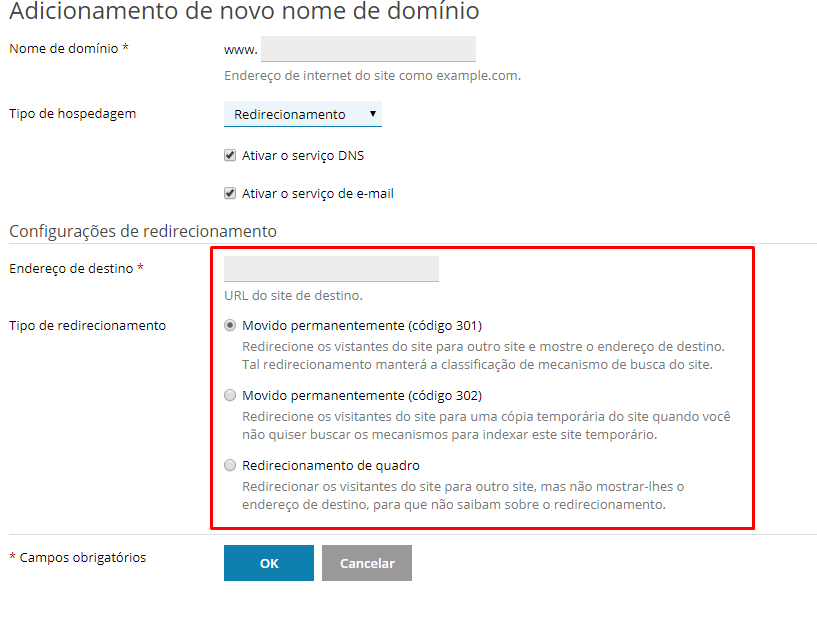 Adicionamento de novo nome de domínio
Nome de domínio *
www.
Endereço de internet do site como example.com.
Tipo de hospedagem
Redirecionamento
Ativar o serviço DNS
Ativar o serviço de e-mail
Configurações de redirecionamento
Endereço de destino *
URL do site de destino.
Tipo de redirecionamento
Movido permanentemente (código 301)
Redirecione os vistantes do site para outro site e mostre o endereço de destino.
Tal redirecionamento manterá a classificação de mecanismo de busca do site.
Movido permanentemente (código 302)
Redirecione os visitantes do site para uma cópia temporária do site quando você
não quiser buscar os mecanismos para indexar este site temporário.
Redirecionamento de quadro
Redirecionar os visitantes do site para outro site, mas não mostrar-lhes o
endereço de destino, para que não saibam sobre o redirecionamento.
* Campos obrigatórios
OK
Cancelar